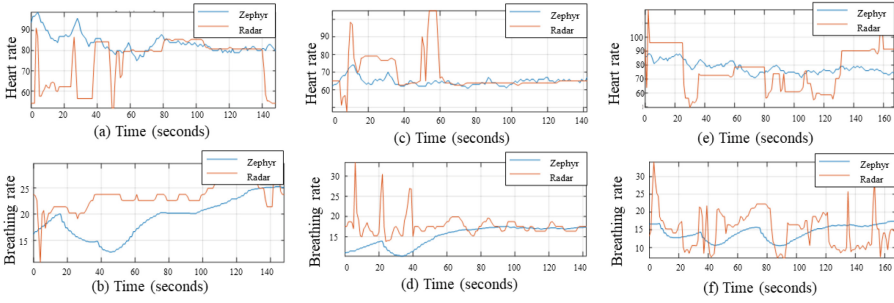 Zephyr
Radar
Heart rate
90
80
70
60
0 20 40 60 80 100 120 140
(a) Time (seconds)
Zephyr
Radar
Heart rate
100
90
80
70
60
50
0 20 40 60 80 100 120 140
(c) Time (seconds)
Zephyr
Radar
Heart rate
100
90
80
70
60
50
0 20 40 60 80 100 120 140 160
(e) Time (seconds)
Zephyr
Radar
Breathing rate
25
20
15
0 20 40 60 80 100 120 140
(b) Time (seconds)
Zephyr
Radar
Breathing rate
30
25
20
15
0 20 40 60 80 100 120 140
(d) Time (seconds)
Zephyr
Radar
Breathing rate
30
25
20
15
10
0 20 40 60 80 100 120 140 160
(f) Time (seconds)